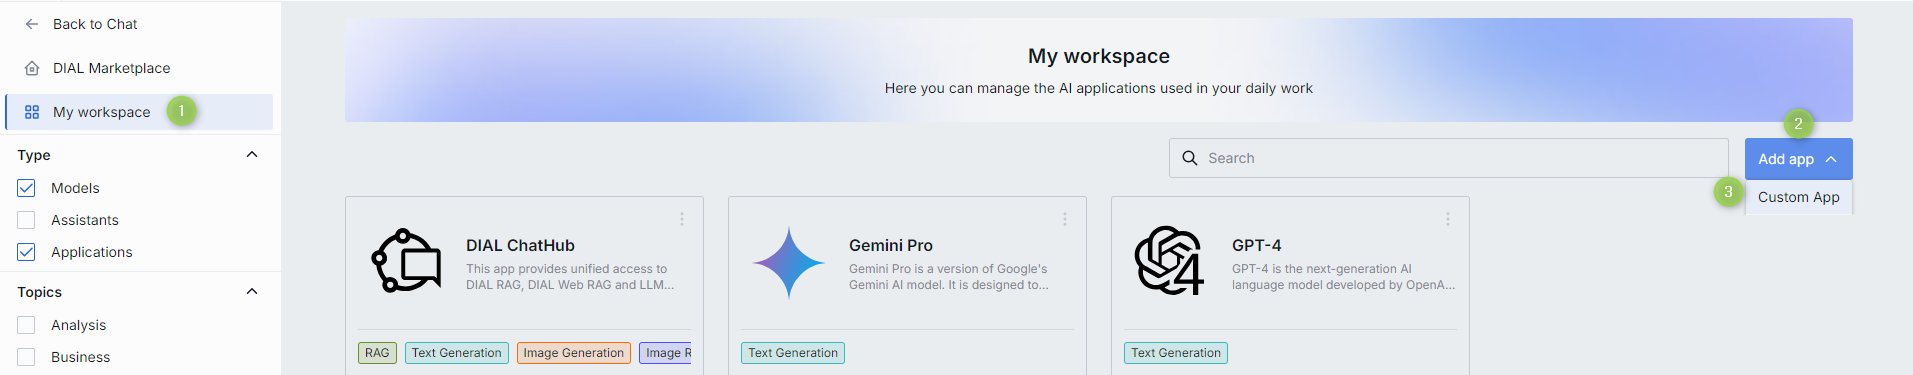 Back to Chat
DIAL Marketplace
My workspace
1
Type
Models
Assistants
Applications
Topics
Analysis
Business
My workspace
Here you can manage the AI applications used in your daily work
2
Search
Add app
3
Custom App
DIAL ChatHub
This app provides unified access to
DIAL RAG, DIAL Web RAG and LLM...
RAG
Text Generation
Image Generation
Image R
Gemini Pro
Gemini Pro is a version of Google's
Gemini AI model. It is designed to...
Text Generation
4
GPT-4
GPT-4 is the next-generation AI
language model developed by OpenA...
Text Generation